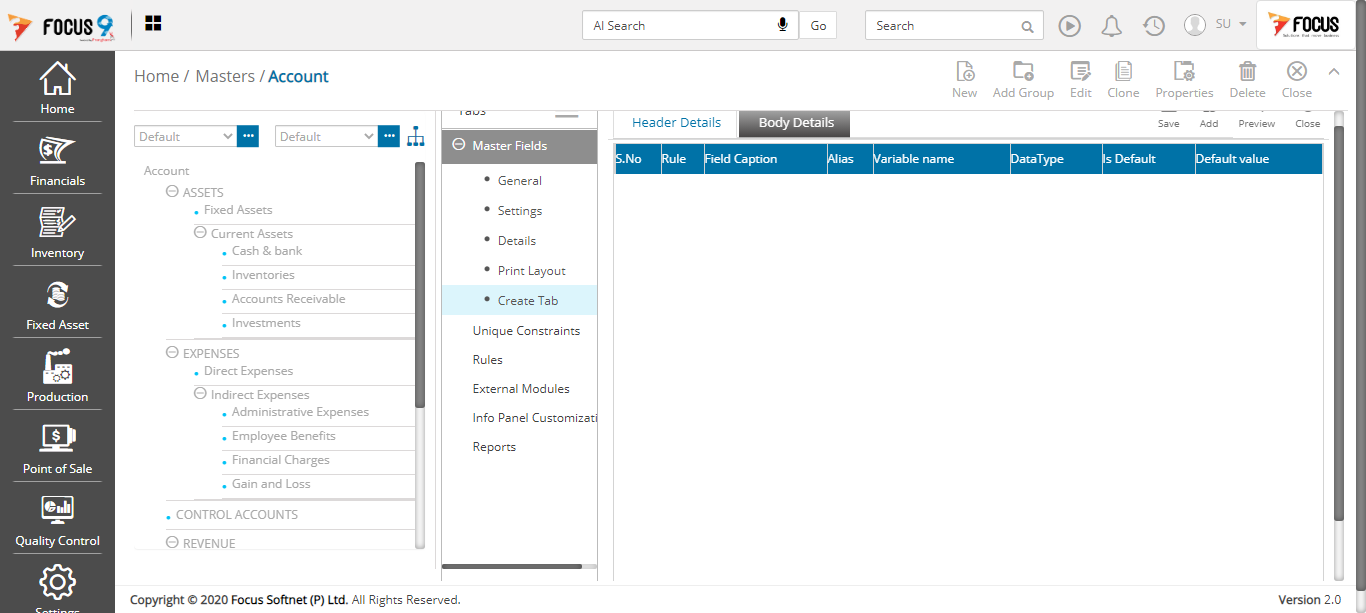 FOCUS 9
AI Search
Go
Search
SU
FOCUS
Home / Masters / Account
New
Add Group
Edit
Clone
Properties
Delete
Close
Home
Financials
Inventory
Fixed Asset
Production
Point of Sale
Quality Control
Settings
Default
Default
Account
ASSETS
Fixed Assets
Current Assets
Cash & bank
Inventories
Accounts Receivable
Investments
EXPENSES
Direct Expenses
Indirect Expenses
Administrative Expenses
Employee Benefits
Financial Charges
Gain and Loss
CONTROL ACCOUNTS
REVENUE
Tabs
Master Fields
General
Settings
Details
Print Layout
Create Tab
Unique Constraints
Rules
External Modules
Info Panel Customizati
Reports
Header Details
Body Details
Save
Add
Preview
Close
S.No Rule Field Caption Alias Variable name DataType Is Default Default value
Copyright © 2020 Focus Softnet (P) Ltd. All Rights Reserved.
Version 2.0